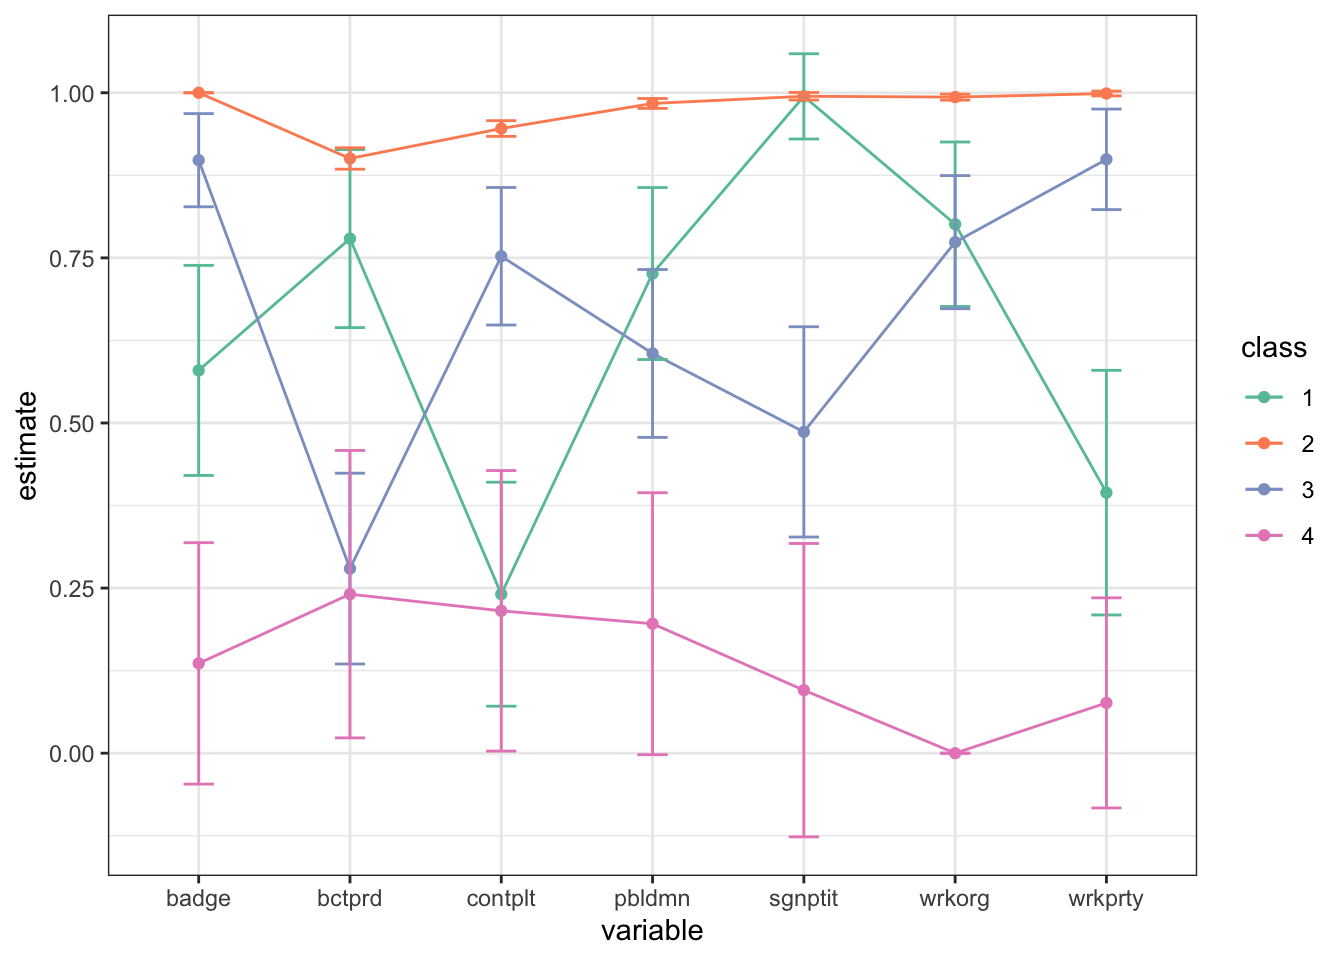 1.00
0.75
0.50
0.25
0.00
estimate
badge bctprd contplt pbldmn sgnptit wrkorg wrkprty
variable
class
1
2
3
4